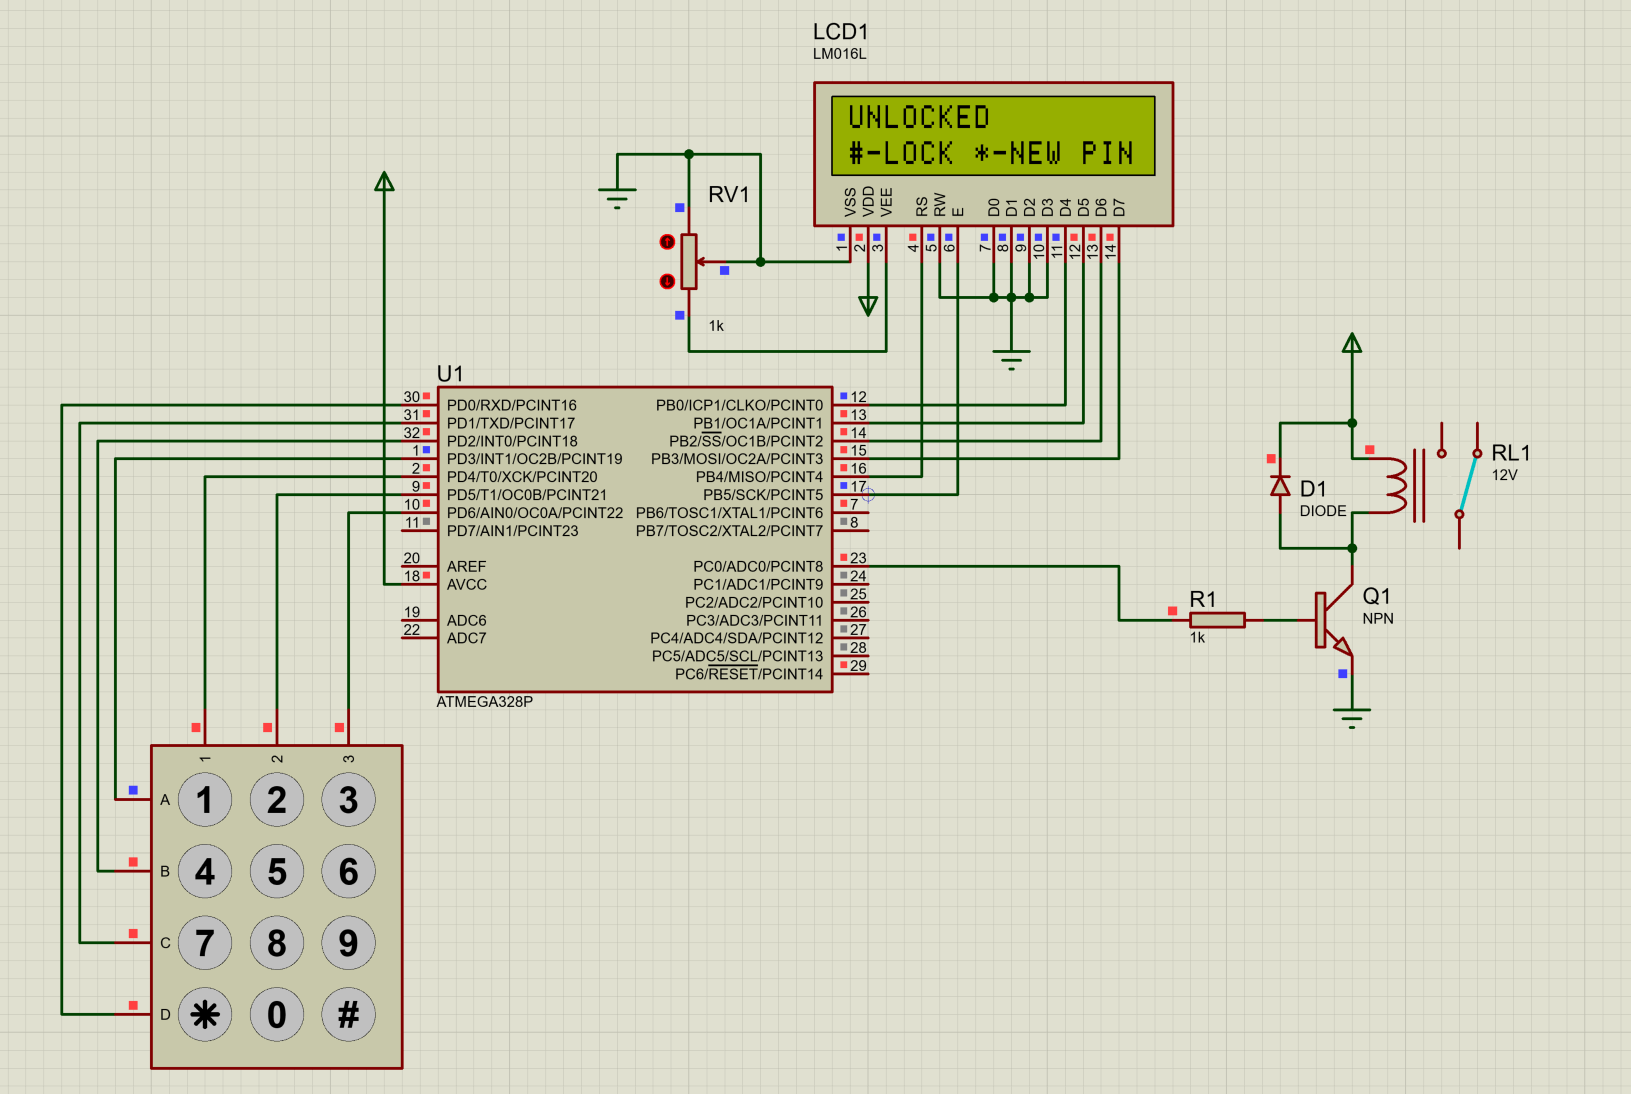 LCD1
LM016L
UNLOCKED
#-LOCK *-NEW PIN
VSS
VDD
VEE
RS
RW
E
D0
D1
D2
D3
D4
D5
D6
D7
1
2
3
4
5
6
7
8
9
10
11
12
13
14
RV1
1k
U1
30 PD0/RXD/PCINT16
31 PD1/TXD/PCINT17
32 PD2/INT0/PCINT18
1 PD3/INT1/OC2B/PCINT19
2 PD4/T0/XCK/PCINT20
9 PD5/T1/OC0B/PCINT21
10 PD6/AIN0/OC0A/PCINT22
11 PD7/AIN1/PCINT23
20 AREF
18 AVCC
19 ADC6
22 ADC7
PB0/ICP1/CLKO/PCINT0 12
PB1/OC1A/PCINT1 13
PB2/SS/OC1B/PCINT2 14
PB3/MOSI/OC2A/PCINT3 15
PB4/MISO/PCINT4 16
PB5/SCK/PCINT5 17
PB6/TOSC1/XTAL1/PCINT6 7
PB7/TOSC2/XTAL2/PCINT7 8
PC0/ADC0/PCINT8 23
PC1/ADC1/PCINT9 24
PC2/ADC2/PCINT10 25
PC3/ADC3/PCINT11 26
PC4/ADC4/SDA/PCINT12 27
PC5/ADC5/SCL/PCINT13 28
PC6/RESET/PCINT14 29
ATMEGA328P
RL1
12V
D1
DIODE
R1
1k
Q1
NPN
1 2 3
A 1 2 3
B 4 5 6
C 7 8 9
D * 0 #